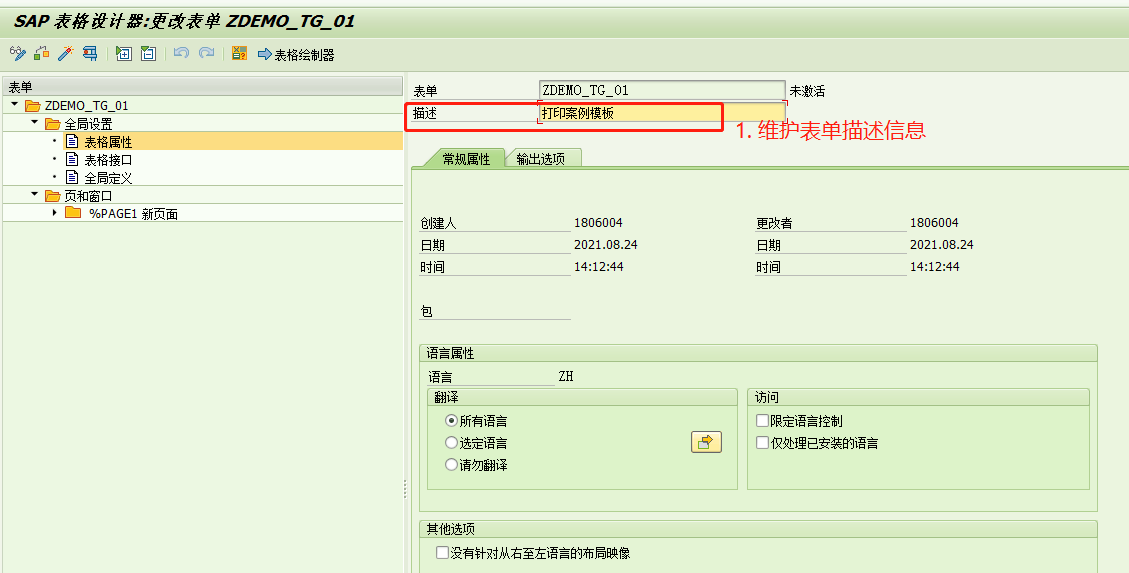 SAP 表格设计器:更改表单 ZDEMO_TG_01
表格绘制器
表单
ZDEMO_TG_01
全局设置
表格属性
表格接口
全局定义
页和窗口
%PAGE1 新页面
表单 ZDEMO_TG_01 未激活
描述 打印案例模板
1. 维护表单描述信息
常规属性 输出选项
创建人 1806004 更改者 1806004
日期 2021.08.24 日期 2021.08.24
时间 14:12:44 时间 14:12:44
包
语言属性
语言 ZH
翻译 访问
所有语言 限定语言控制
选定语言 仅处理已安装的语言
请勿翻译
其他选项
没有针对从右至左语言的布局映像